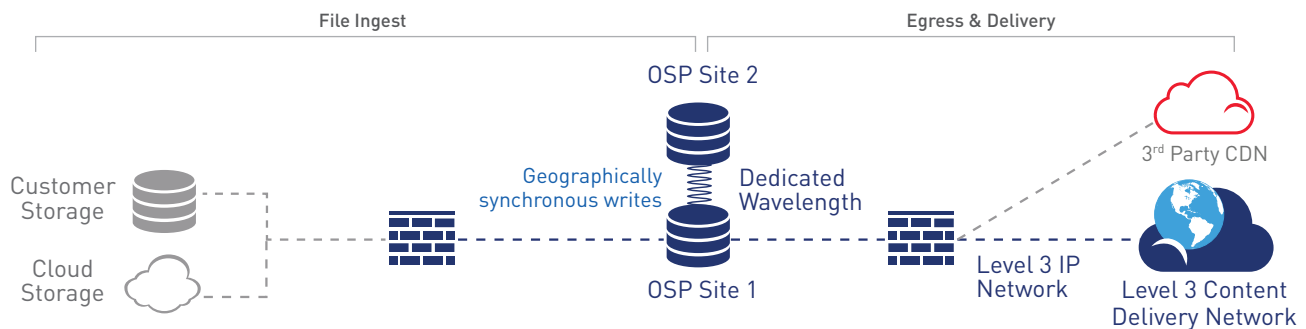 File Ingest
Egress & Delivery
OSP Site 2
3rd Party CDN
Customer
Storage
Geographically
synchronous writes
Dedicated
Wavelength
Cloud
Storage
OSP Site 1
Level 3 IP
Network
Level 3 Content
Delivery Network